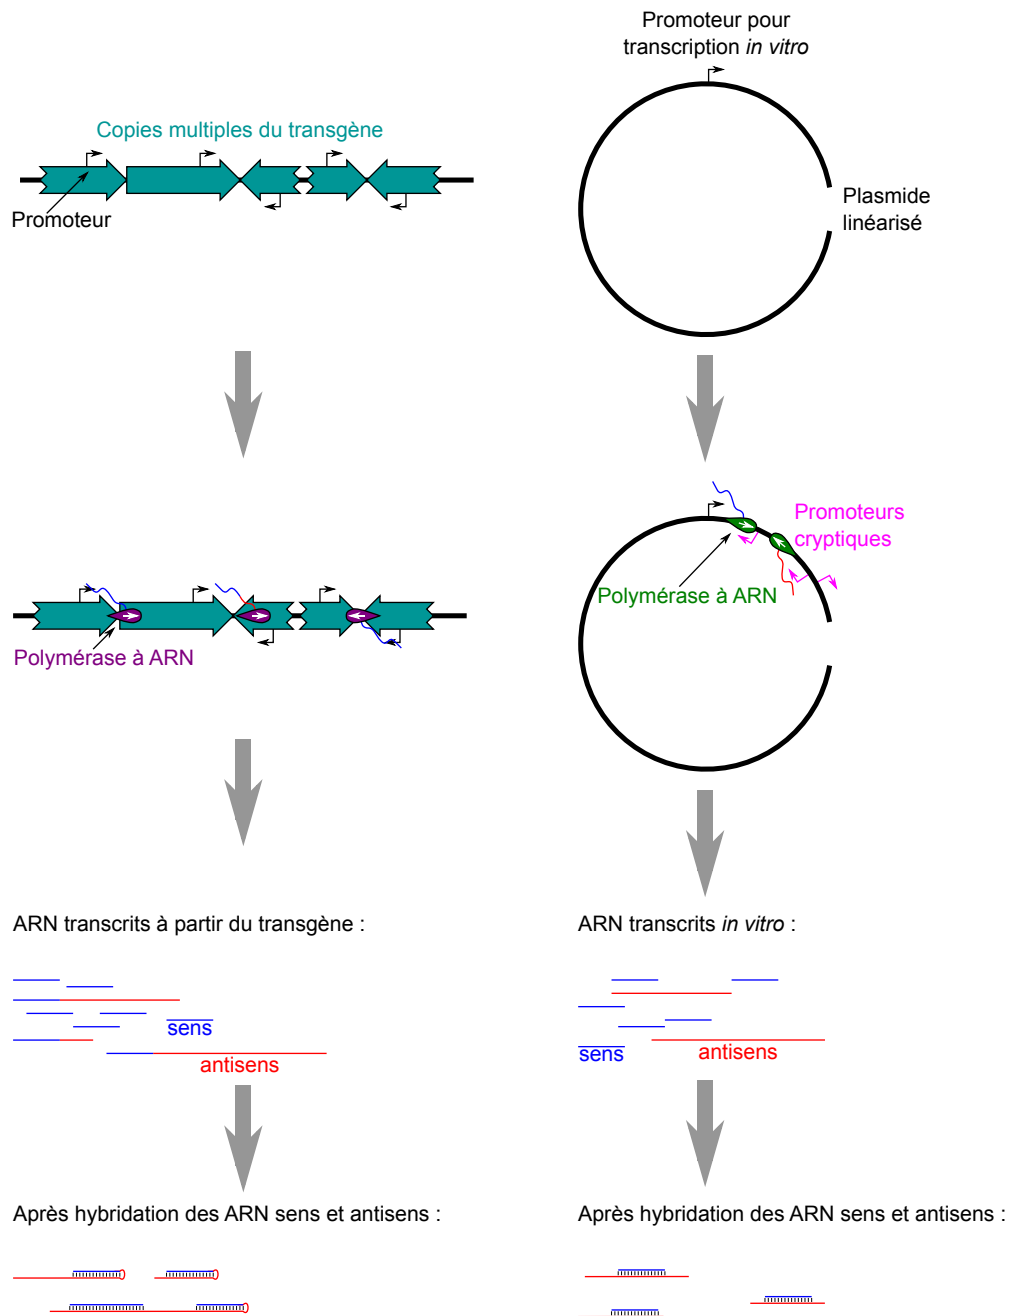 Promoteur pour
transcription in vitro
Copies multiples du transgène
Promoteur
Plasmide
linéarisé
Promoteurs
cryptiques
Polymérase à ARN
Polymérase à ARN
ARN transcrits à partir du transgène :
ARN transcrits in vitro :
sens
antisens
sens
antisens
Après hybridation des ARN sens et antisens :
Après hybridation des ARN sens et antisens :